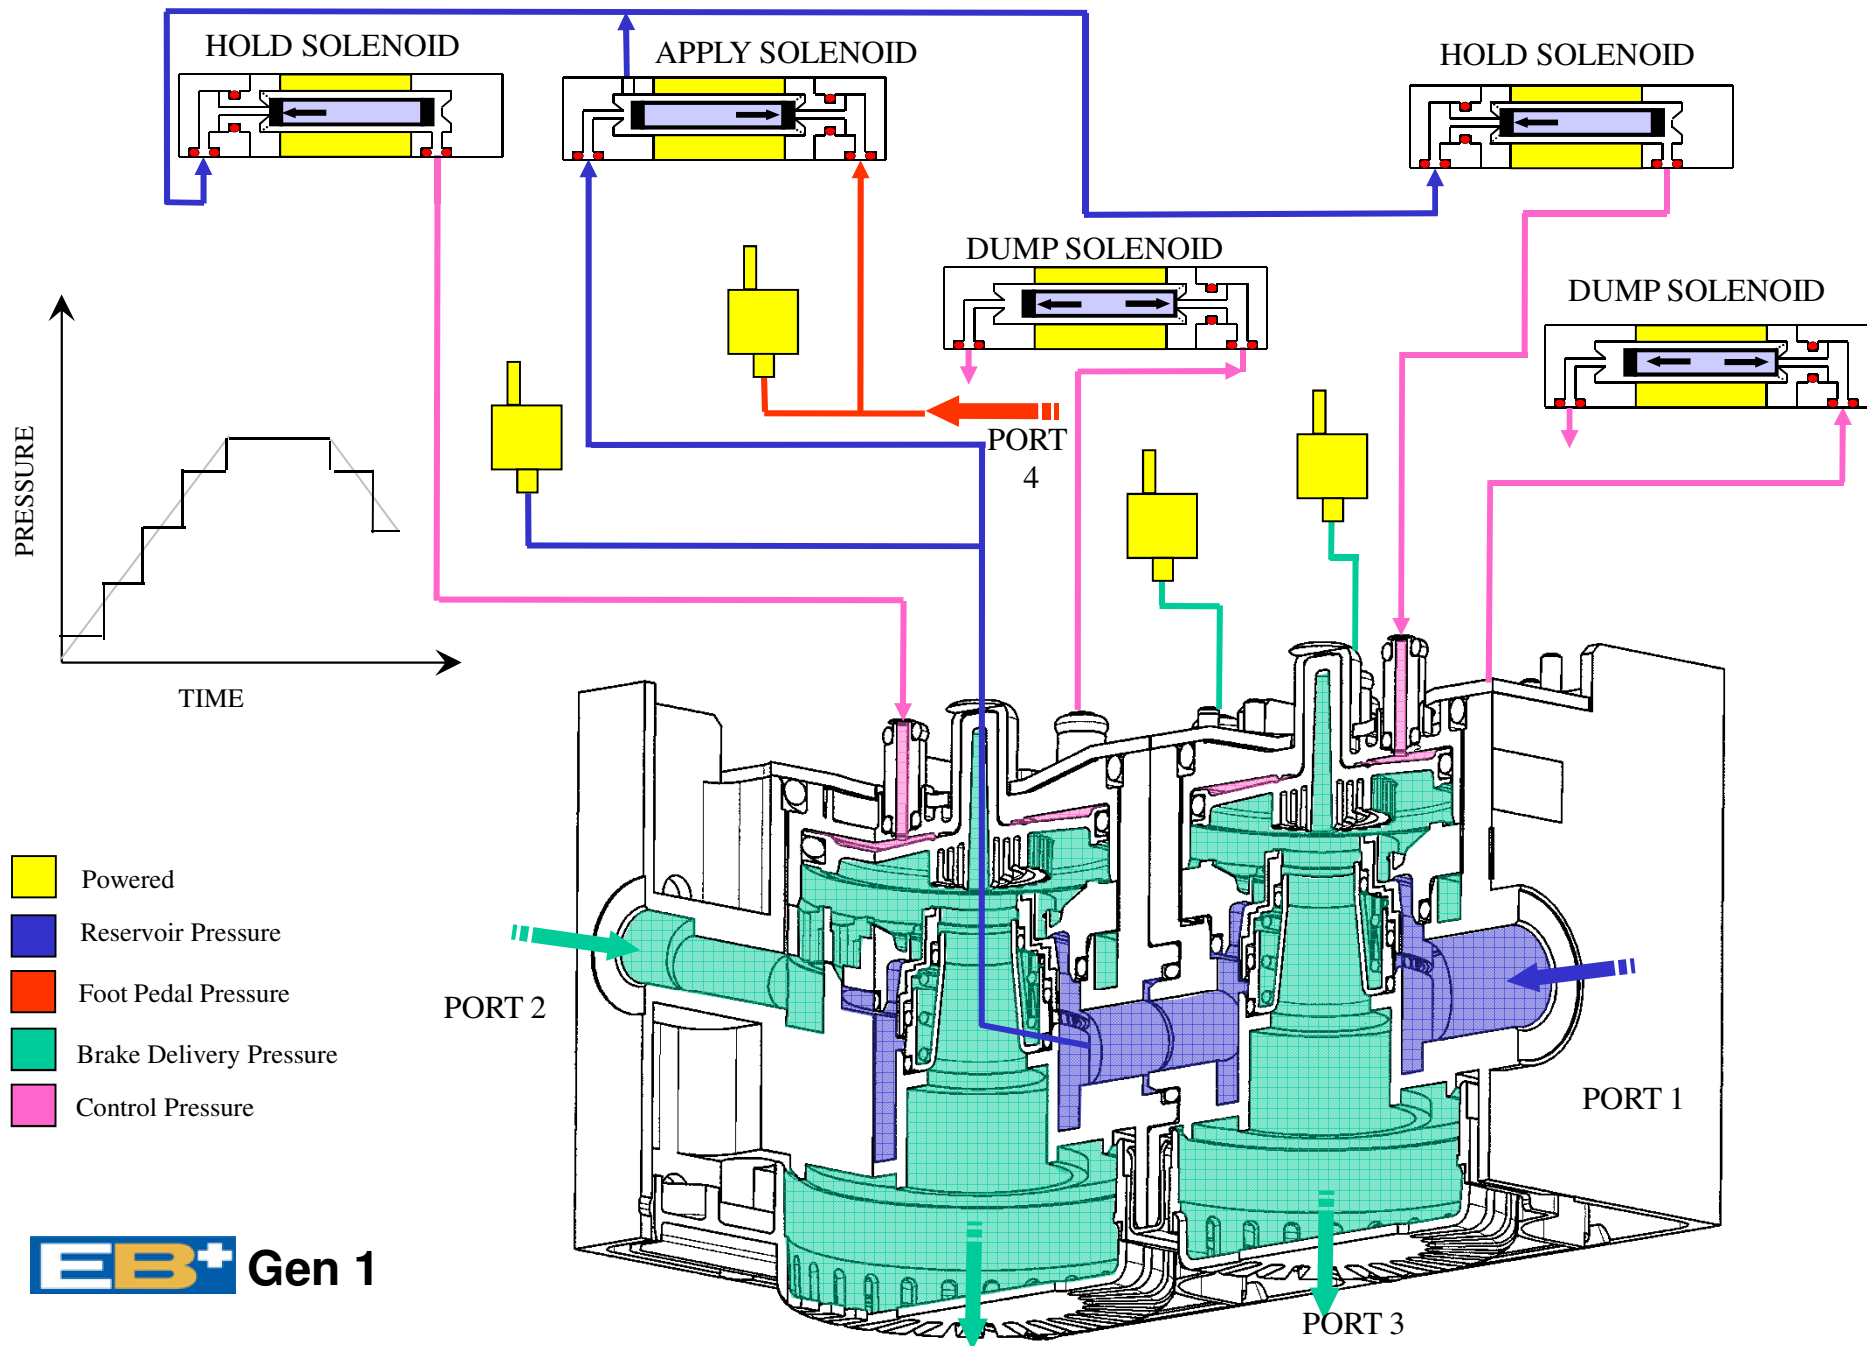 HOLD SOLENOID
APPLY SOLENOID
HOLD SOLENOID
DUMP SOLENOID
DUMP SOLENOID
PORT
4
PRESSURE
TIME
Powered
Reservoir Pressure
Foot Pedal Pressure
Brake Delivery Pressure
Control Pressure
PORT 2
PORT 1
PORT 3
EB+ Gen 1